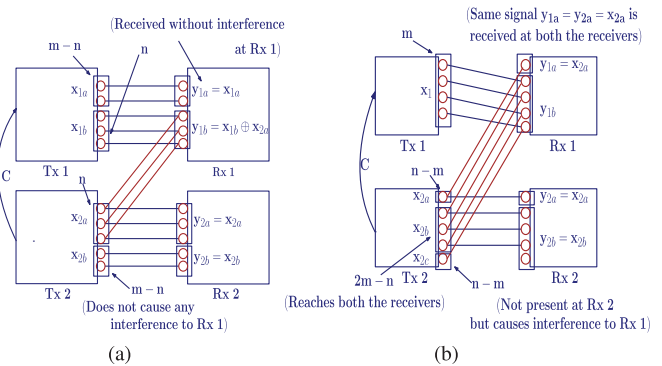 (Received without interference
at Rx 1)
m − n
n
x1a
y1a = x1a
x1b
y1b = x1b ⊕ x2a
Tx 1
Rx 1
C
n
x2a
y2a = x2a
x2b
y2b = x2b
Tx 2
m − n
Rx 2
(Does not cause any
interference to Rx 1)
(a)
(Same signal y1a = y2a = x2a is
received at both the receivers)
m
y1a = x2a
x1
y1b
Tx 1
Rx 1
C
n − m
x2a
y2a = x2a
x2b
y2b = x2b
x2c
Tx 2
Rx 2
2m − n
n − m
(Reaches both the receivers)
(Not present at Rx 2
but causes interference to Rx 1)
(b)